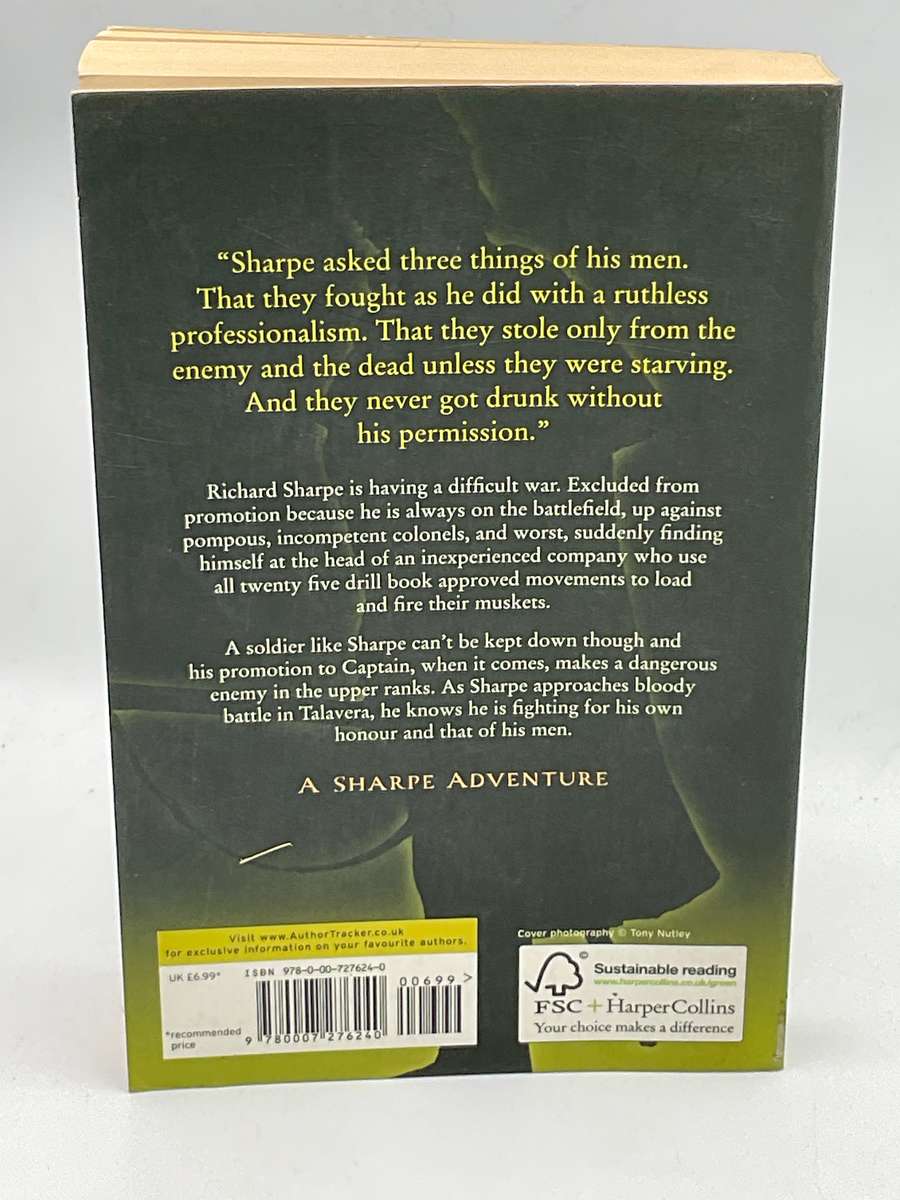 “Sharpe asked three things of his men.
That they fought as he did with a ruthless
professionalism. That they stole only from the
enemy and the dead unless they were starving.
And they never got drunk without
his permission.”
Richard Sharpe is having a difficult war. Excluded from
promotion because he is always on the battlefield, up against
pompous, incompetent colonels, and worst, suddenly finding
himself at the head of an inexperienced company who use
all twenty five drill book approved movements to load
and fire their muskets.
A soldier like Sharpe can’t be kept down though and
his promotion to Captain, when it comes, makes a dangerous
enemy in the upper ranks. As Sharpe approaches bloody
battle in Talavera, he knows he is fighting for his own
honour and that of his men.
A SHARPE ADVENTURE
Visit www.AuthorTracker.co.uk
for exclusive information on your favourite authors.
UK £6.99*
ISBN 978-0-00-727624-0
00699>
*recommended
price
9 780007 276240
Cover photography © Tony Nutley
©
Sustainable reading
www.harpercollins.co.uk/green
FSC + HarperCollins
Your choice makes a difference